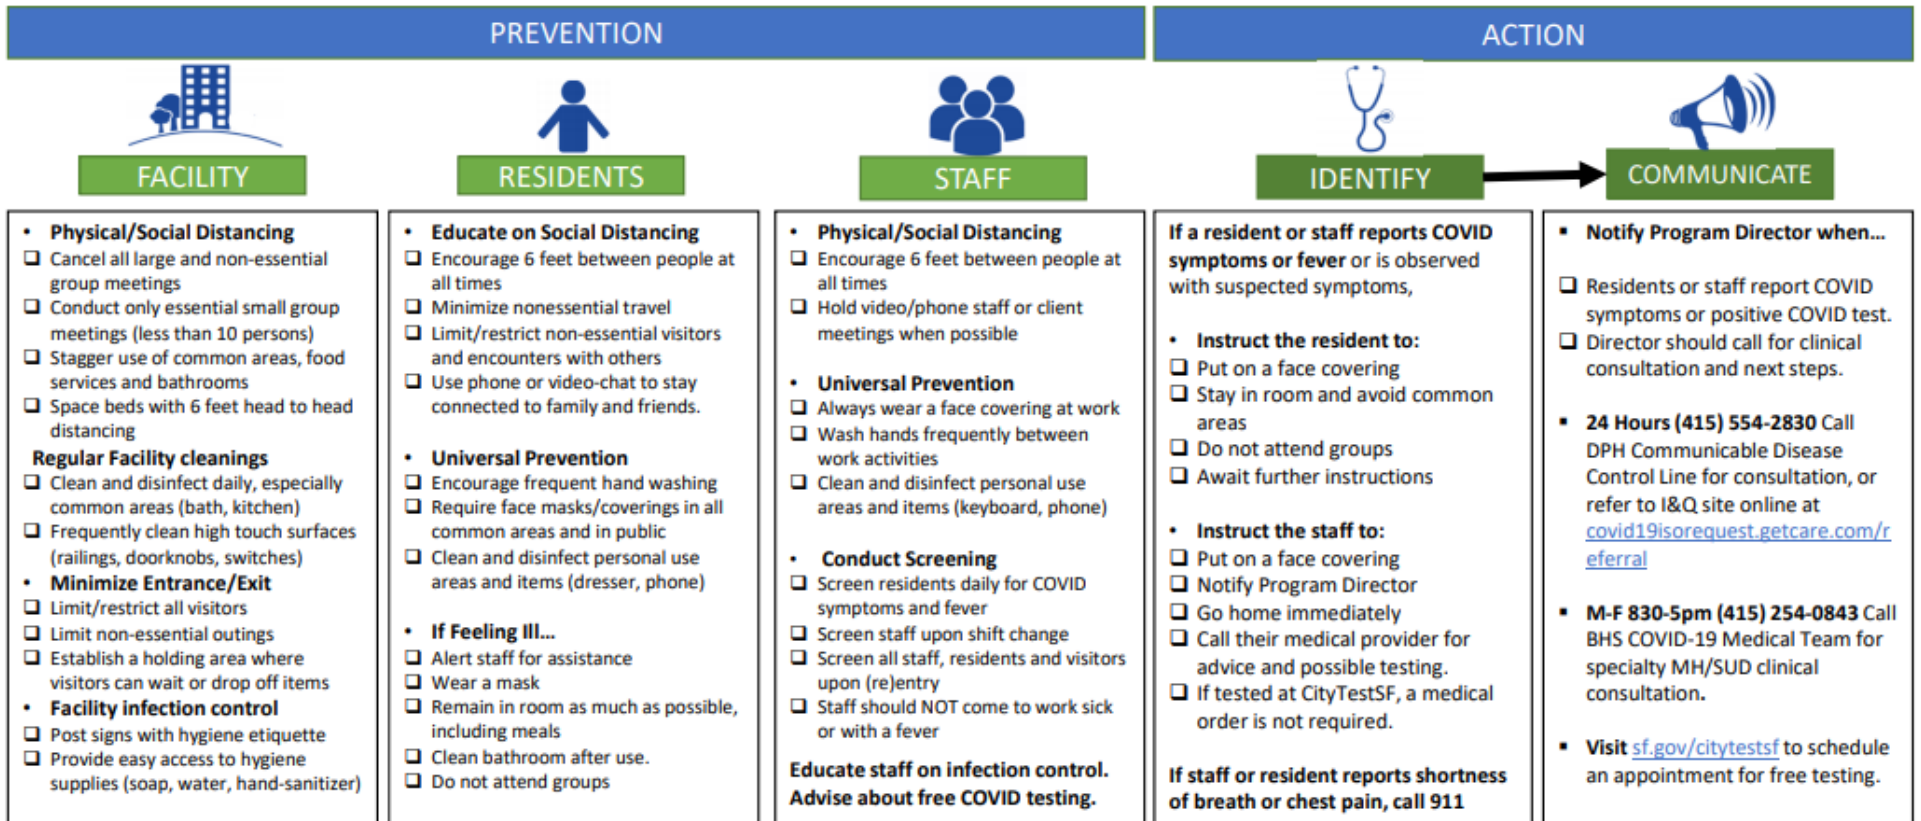 PREVENTION
ACTION
FACILITY
RESIDENTS
STAFF
IDENTIFY
COMMUNICATE
• Physical/Social Distancing
❑ Cancel all large and non-essential
group meetings
❑ Conduct only essential small group
meetings (less than 10 persons)
❑ Stagger use of common areas, food
services and bathrooms
❑ Space beds with 6 feet head to head
distancing
Regular Facility cleanings
❑ Clean and disinfect daily, especially
common areas (bath, kitchen)
❑ Frequently clean high touch surfaces
(railings, doorknobs, switches)
• Minimize Entrance/Exit
❑ Limit/restrict all visitors
❑ Limit non-essential outings
❑ Establish a holding area where
visitors can wait or drop off items
• Facility infection control
❑ Post signs with hygiene etiquette
❑ Provide easy access to hygiene
supplies (soap, water, hand-sanitizer)
• Educate on Social Distancing
❑ Encourage 6 feet between people at
all times
❑ Minimize nonessential travel
❑ Limit/restrict non-essential visitors
and encounters with others
❑ Use phone or video-chat to stay
connected to family and friends.
• Universal Prevention
❑ Encourage frequent hand washing
❑ Require face masks/coverings in all
common areas and in public
❑ Clean and disinfect personal use
areas and items (dresser, phone)
• If Feeling Ill...
❑ Alert staff for assistance
❑ Wear a mask
❑ Remain in room as much as possible,
including meals
❑ Clean bathroom after use.
❑ Do not attend groups
• Physical/Social Distancing
❑ Encourage 6 feet between people at
all times
❑ Hold video/phone staff or client
meetings when possible
• Universal Prevention
❑ Always wear a face covering at work
❑ Wash hands frequently between
work activities
❑ Clean and disinfect personal use
areas and items (keyboard, phone)
• Conduct Screening
❑ Screen residents daily for COVID
symptoms and fever
❑ Screen staff upon shift change
❑ Screen all staff, residents and visitors
upon (re)entry
❑ Staff should NOT come to work sick
or with a fever
Educate staff on infection control.
Advise about free COVID testing.
If a resident or staff reports COVID
symptoms or fever or is observed
with suspected symptoms,
• Instruct the resident to:
❑ Put on a face covering
❑ Stay in room and avoid common
areas
❑ Do not attend groups
❑ Await further instructions
• Instruct the staff to:
❑ Put on a face covering
❑ Notify Program Director
❑ Go home immediately
❑ Call their medical provider for
advice and possible testing.
❑ If tested at CityTestSF, a medical
order is not required.
If staff or resident reports shortness
of breath or chest pain, call 911
▪ Notify Program Director when...
❑ Residents or staff report COVID
symptoms or positive COVID test.
❑ Director should call for clinical
consultation and next steps.
▪ 24 Hours (415) 554-2830 Call
DPH Communicable Disease
Control Line for consultation, or
refer to I&Q site online at
covid19isorequest.getcare.com/r
eferral
▪ M-F 830-5pm (415) 254-0843 Call
BHS COVID-19 Medical Team for
specialty MH/SUD clinical
consultation.
▪ Visit sf.gov/citytestsf to schedule
an appointment for free testing.